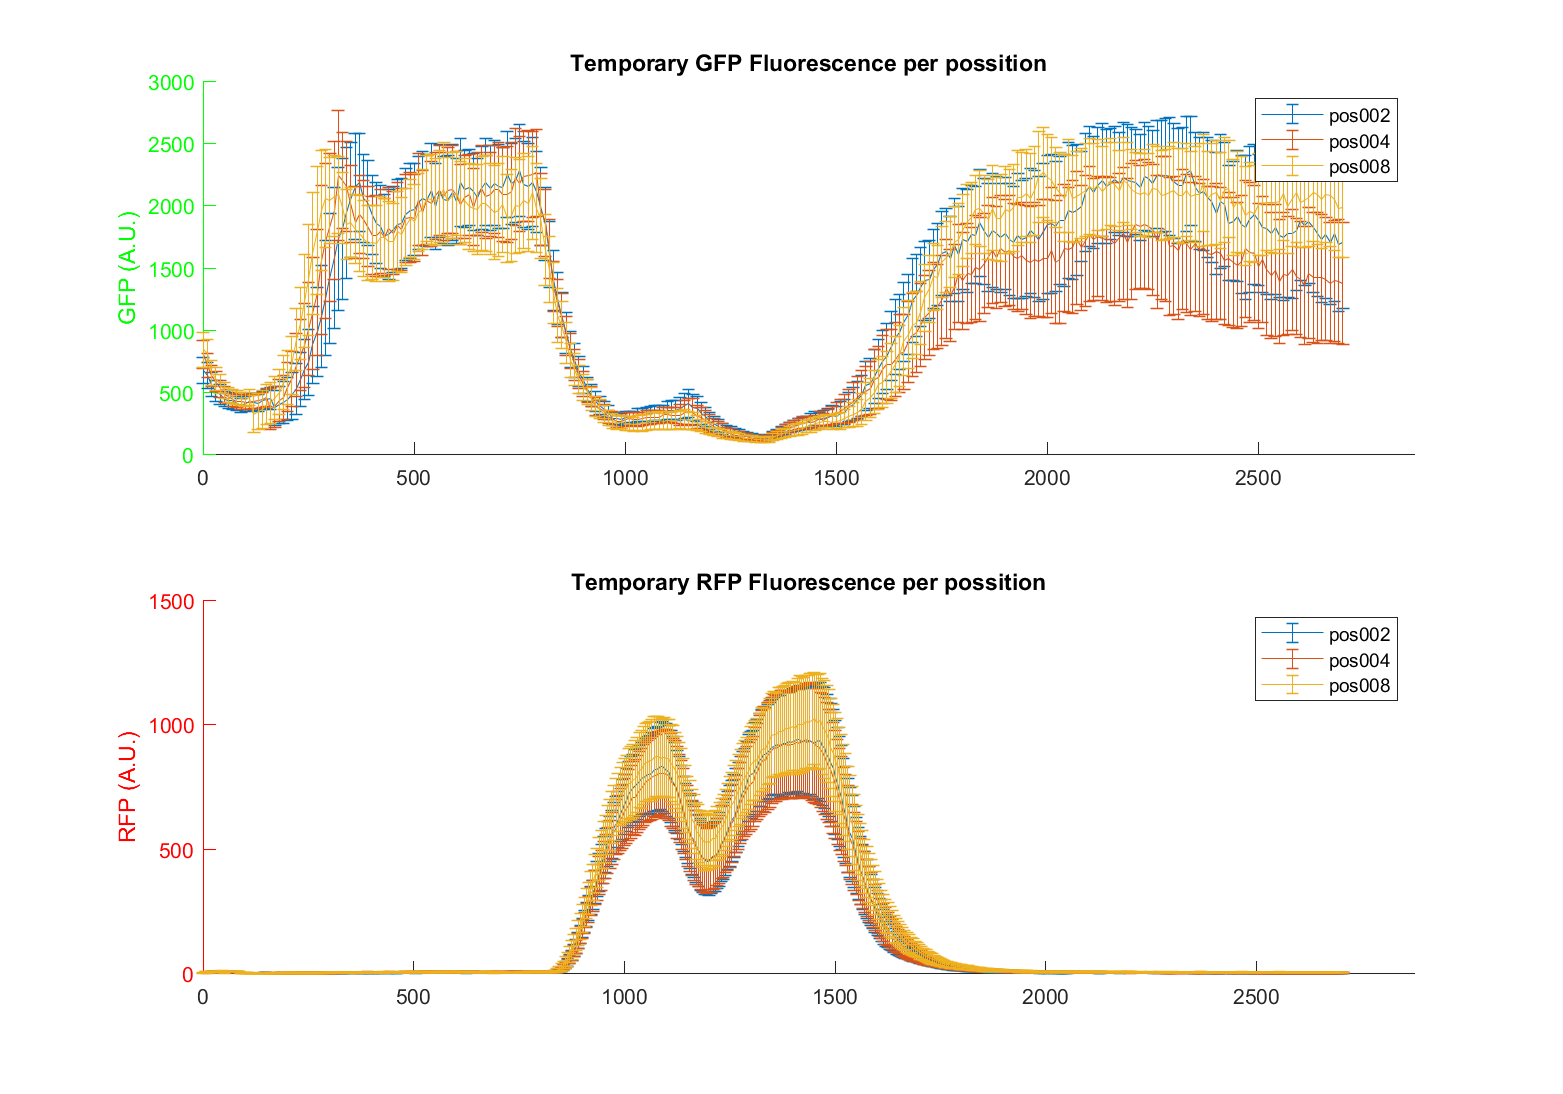 Temporary GFP Fluorescence per possition
3000
2500
2000
1500
1000
500
0
GFP (A.U.)
0 500 1000 1500 2000 2500
pos002
pos004
pos008
Temporary RFP Fluorescence per possition
1500
1000
500
0
RFP (A.U.)
0 500 1000 1500 2000 2500
pos002
pos004
pos008